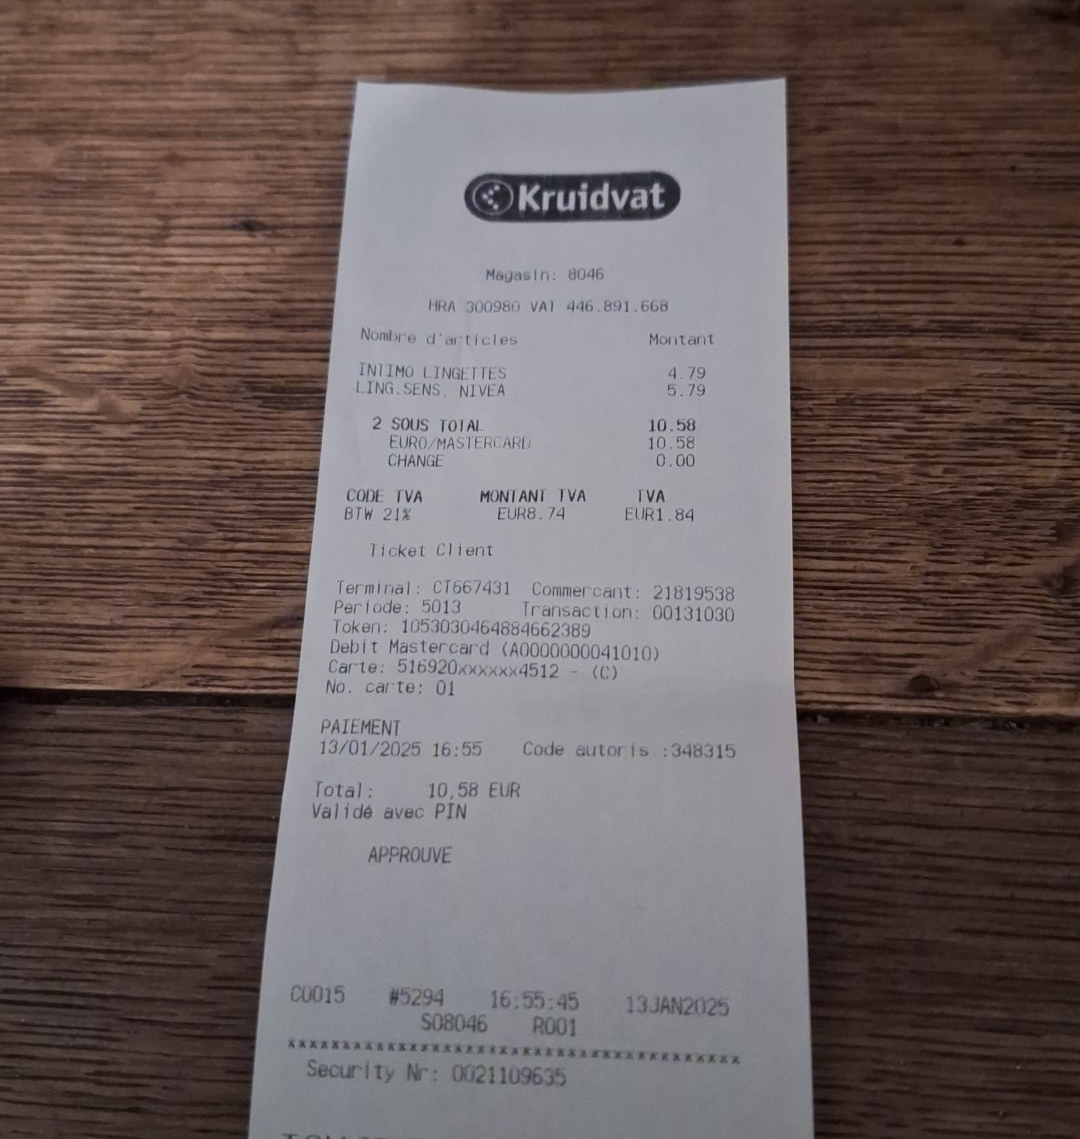 Kruidvat
Magasin: 8046
HRA 300980 VAT 446.891.668
Nombre d'articles Montant
INTIMO LINGETTES 4.79
LING.SENS. NIVEA 5.79
2 SOUS TOTAL 10.58
EURO/MASTERCARD 10.58
CHANGE 0.00
CODE TVA MONTANT TVA TVA
BTW 21% EUR8.74 EUR1.84
Ticket Client
Terminal: CT667431 Commercant: 21819538
Periode: 5013 Transaction: 00131030
Token: 1053030464884662389
Debit Mastercard (A0000000041010)
Carte: 516920xxxxxx4512 - (C)
No. carte: 01
PAIEMENT
13/01/2025 16:55 Code autoris.:348315
Total: 10,58 EUR
Validé avec PIN
APPROUVE
CU015 #5294 16:55:45 13JAN2025
S08046 R001
Security Nr: 0021109635